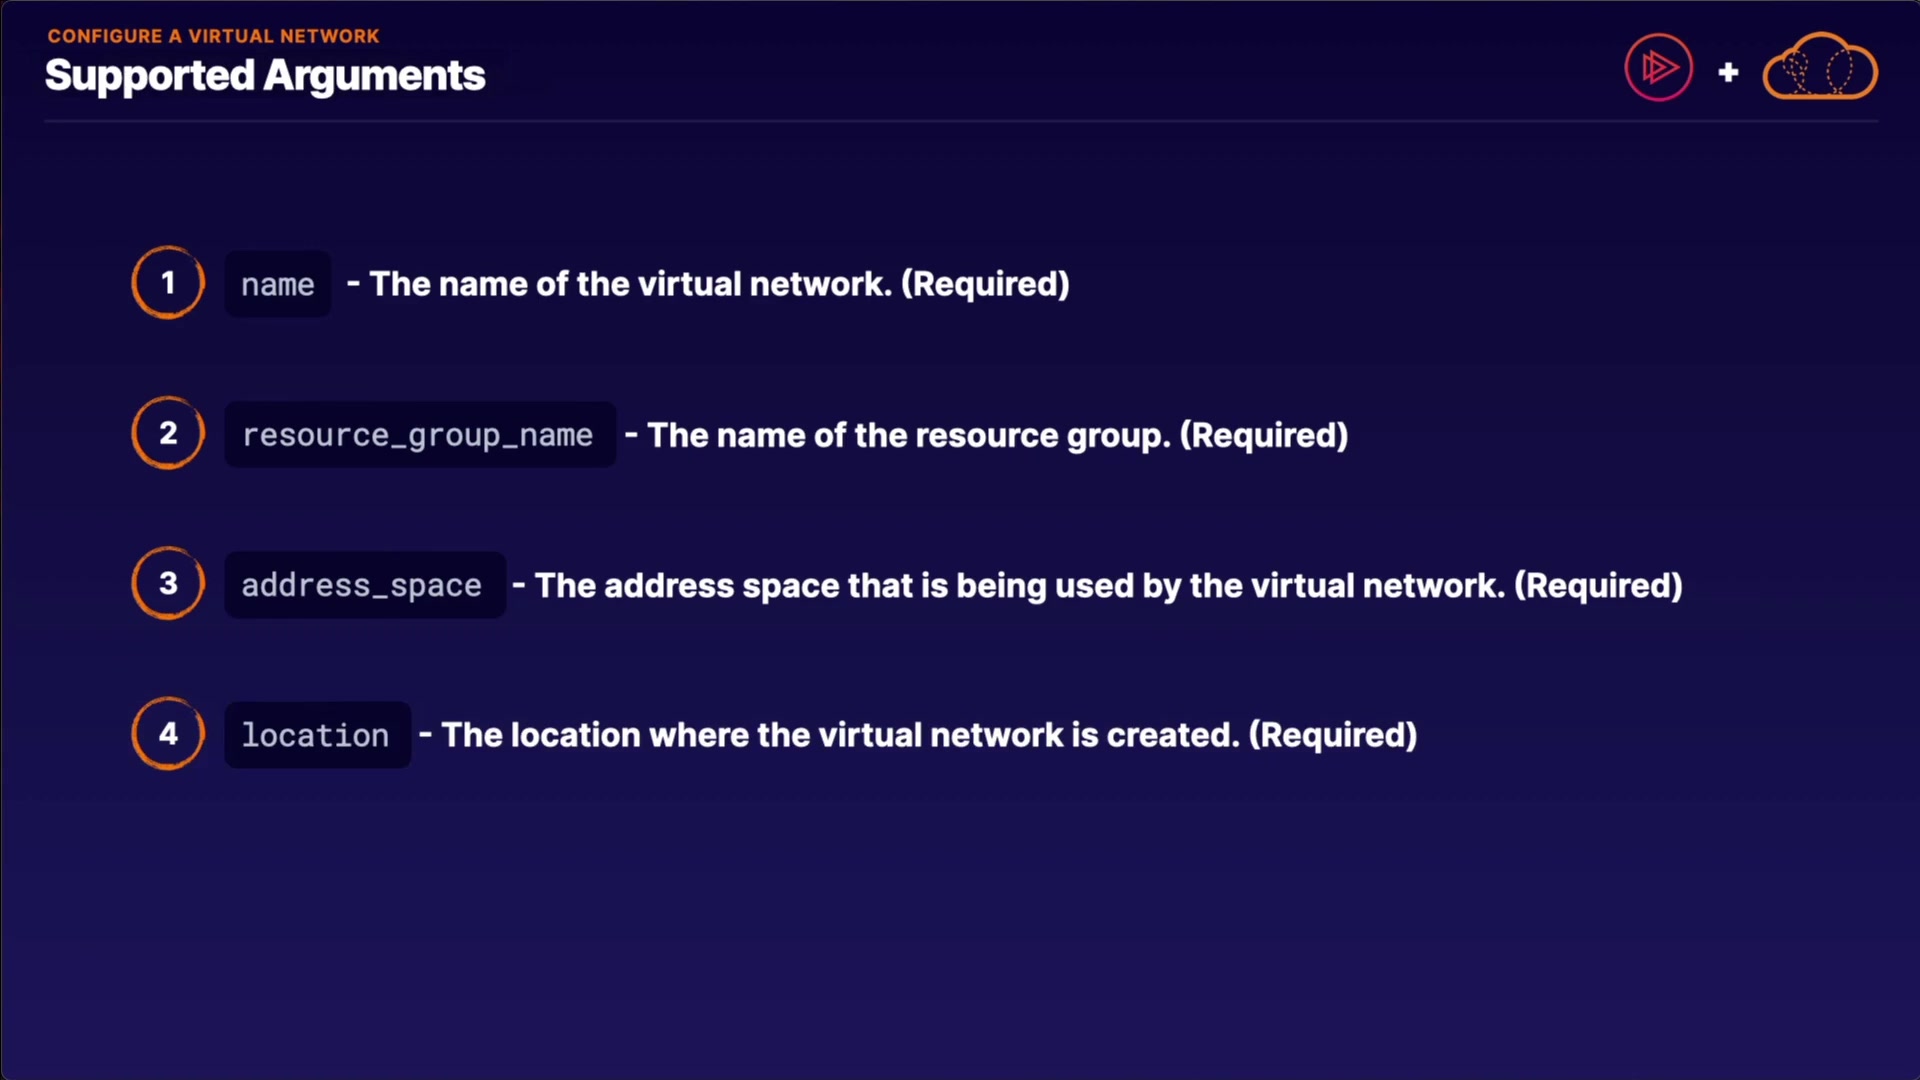 CONFIGURE A VIRTUAL NETWORK
Supported Arguments
1 name - The name of the virtual network. (Required)
2 resource_group_name - The name of the resource group. (Required)
3 address_space - The address space that is being used by the virtual network. (Required)
4 location - The location where the virtual network is created. (Required)